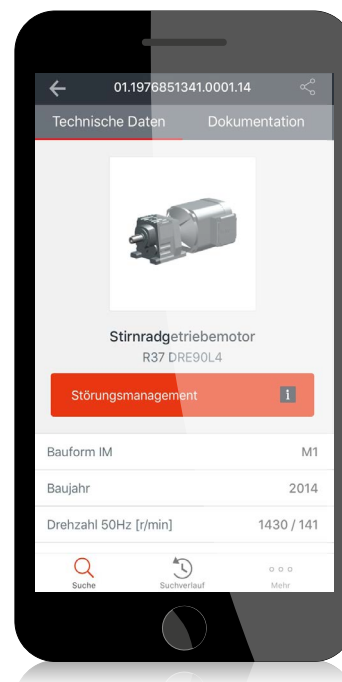 01.1976851341.0001.14
Technische Daten Dokumentation
Stirnradgetriebemotor
R37 DRE90L4
Störungsmanagement i
Bauform IM M1
Baujahr 2014
Drehzahl 50Hz [r/min] 1430 / 141
Suche Suchverlauf Mehr